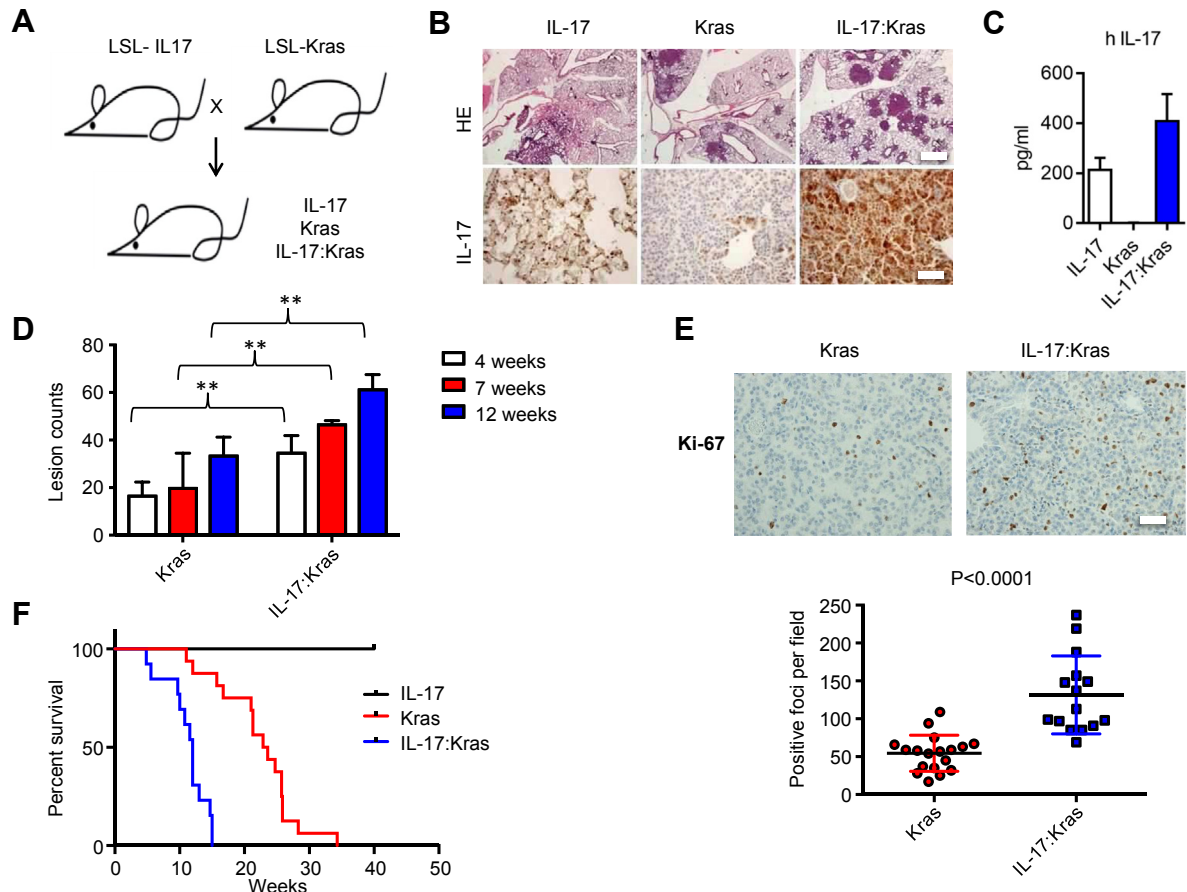 A
LSL- IL17
LSL-Kras
X
IL-17
Kras
IL-17:Kras
B
IL-17
Kras
IL-17:Kras
HE
IL-17
C
h IL-17
600
400
200
0
pg/ml
IL-17
Kras
IL-17:Kras
D
**
**
**
80
60
40
20
0
Lesion counts
Kras
IL-17:Kras
4 weeks
7 weeks
12 weeks
E
Kras
IL-17:Kras
Ki-67
P<0.0001
250
200
150
100
50
0
Positive foci per field
Kras
IL-17:Kras
F
100
50
0
Percent survival
IL-17
Kras
IL-17:Kras
0 10 20 30 40 50
Weeks